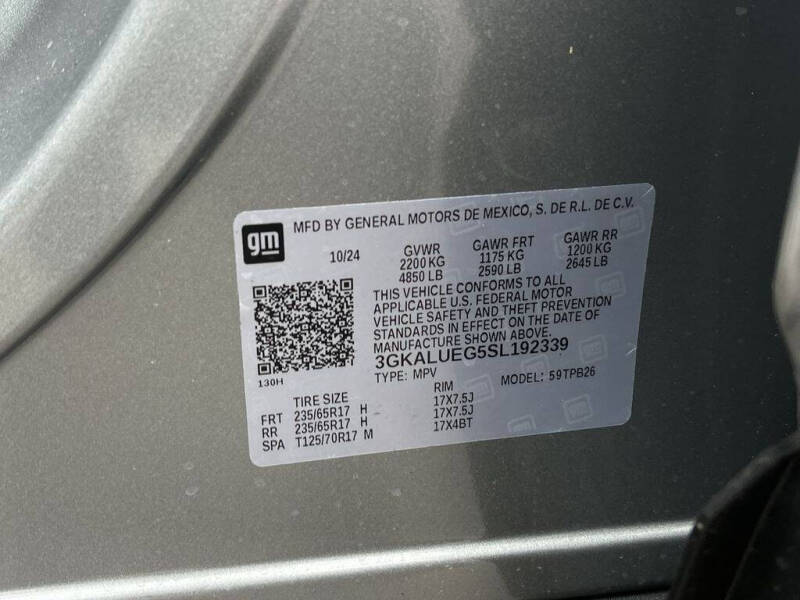 gm
MFD BY GENERAL MOTORS DE MEXICO, S. DE R.L. DE C.V.
10/24 GVWR GAWR FRT GAWR RR
2200 KG 1175 KG 1200 KG
4850 LB 2590 LB 2645 LB
THIS VEHICLE CONFORMS TO ALL
APPLICABLE U.S. FEDERAL MOTOR
VEHICLE SAFETY AND THEFT PREVENTION
STANDARDS IN EFFECT ON THE DATE OF
MANUFACTURE SHOWN ABOVE.
3GKALUEG5SL192339
130H
TYPE: MPV MODEL: 59TPB26
TIRE SIZE RIM
FRT 235/65R17 H 17X7.5J
RR 235/65R17 H 17X7.5J
SPA T125/70R17 M 17X4BT